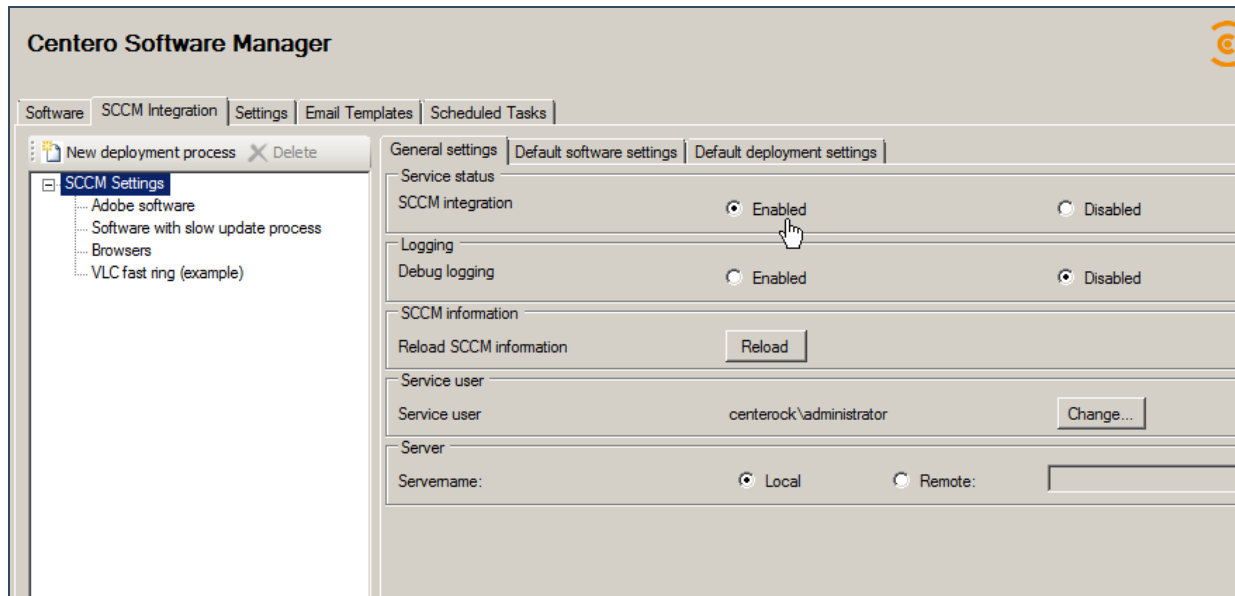 Centero Software Manager
Software SCCM Integration Settings Email Templates Scheduled Tasks
New deployment process Delete
SCCM Settings
Adobe software
Software with slow update process
Browsers
VLC fast ring (example)
General settings Default software settings Default deployment settings
Service status
SCCM integration Enabled Disabled
Logging
Debug logging Enabled Disabled
SCCM information
Reload SCCM information Reload
Service user
Service user centerock\administrator Change...
Server
Servername: Local Remote: